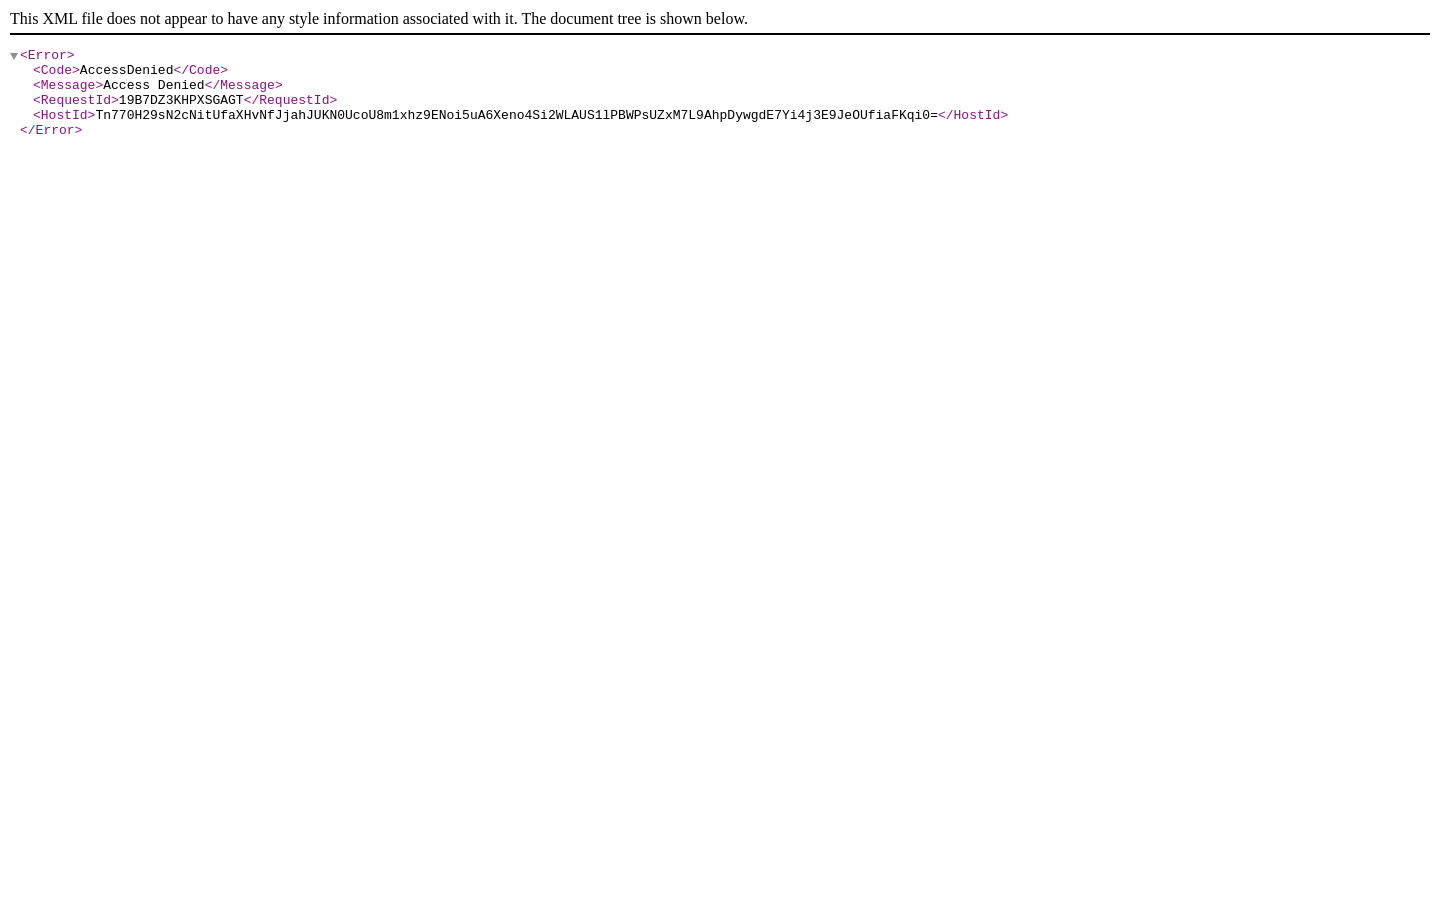 This XML file does not appear to have any style information associated with it. The document tree is shown below.
<Error>
<Code>AccessDenied</Code>
<Message>Access Denied</Message>
<RequestId>19B7DZ3KHPXSGAGT</RequestId>
<HostId>Tn770H29sN2cNitUfaXHvNfJjahJUKN0UcoU8m1xhz9ENoi5uA6Xeno4Si2WLAUS1lPBWPsUZxM7L9AhpDywgdE7Yi4j3E9JeOUfiaFKqi0=</HostId>
</Error>